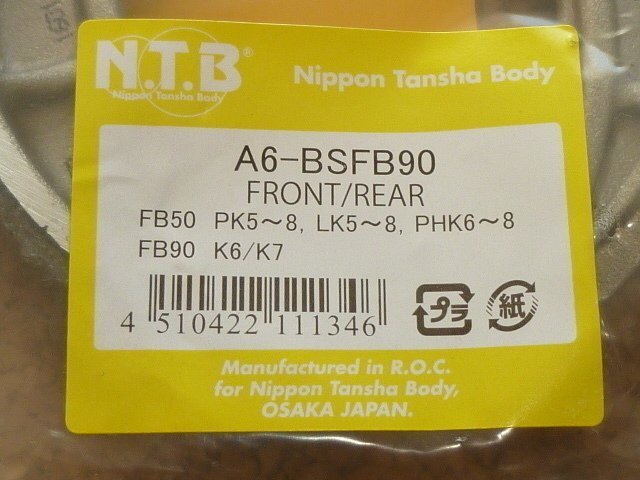 N.T.B®
Nippon Tansha Body
Nippon Tansha Body
A6-BSFB90
FRONT/REAR
FB50 PK5～8, LK5～8, PHK6～8
FB90 K6/K7
4 510422 111346
プラ
紙
Manufactured in R.O.C.
for Nippon Tansha Body,
OSAKA JAPAN.